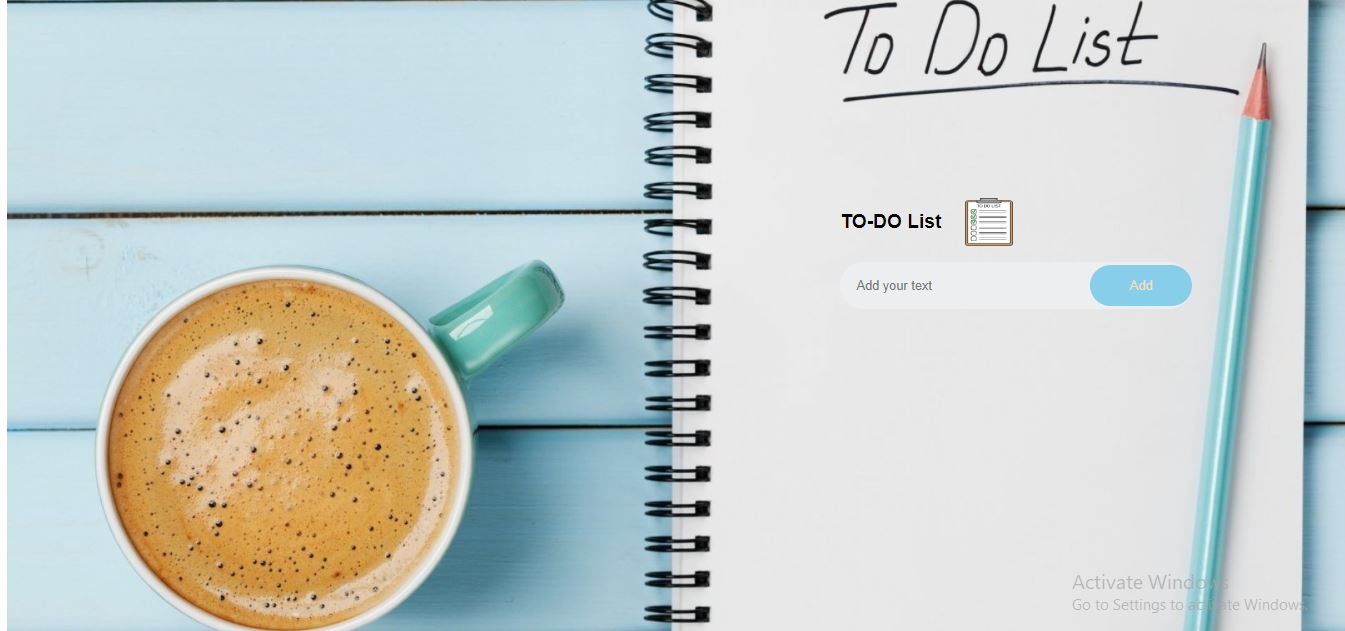 To Do List
TO-DO List
TO DO LIST
Add your text
Add
Activate Windows
Go to Settings to activate Windows.